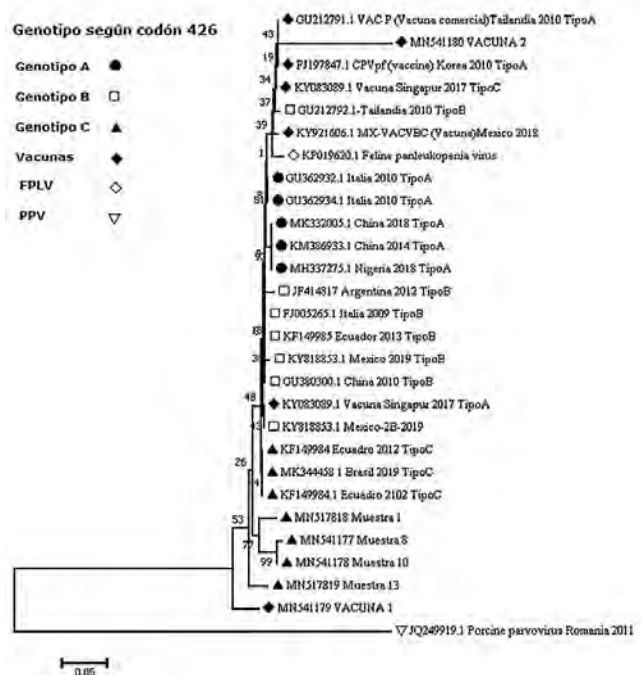 Genotipo según codón 426
Genotipo A
Genotipo B
Genotipo C
Vacunas
FPLV
PPV
GU212791.1 VAC P (Vacuna comercial)Tailandia 2010 TipoA
MN541180 VACUNA 2
FJ197847.1 CPVpf (vaccine) Korea 2010 TipoA
KY083089.1 Vacuna Singapur 2017 TipoC
GU212792.1-Tailandia 2010 TipoB
KY921606.1 MX-VACVBC (Vacune)Mexico 2018
KP019620.1 Feline panleukopenia virus
GU362932.1 Italia 2010 TipoA
GU362934.1 Italia 2010 TipoA
MK332005.1 China 2018 TipoA
KM386933.1 China 2014 TipoA
MH337275.1 Nigeria 2018 TipoA
JF414817 Argentina 2012 TipoB
FJ005265.1 Italia 2009 TipoB
KF149985 Ecuador 2013 TipoB
KY818853.1 Mexico 2019 TipoB
GU380300.1 China 2010 TipoB
KY083089.1 Vacuna Singapur 2017 TipoA
KY818853.1 Mexico-2B-2019
KF149984 Ecuadro 2012 TipoC
MK344458.1 Brasil 2019 TipoC
KF149984.1 Ecuadro 2102 TipoC
MN517818 Muestra 1
MN541177 Muestra 8
MN541178 Muestra 10
MN517819 Muestra 13
MN541179 VACUNA 1
JQ249919.1 Porcine parvovirus Romania 2011
43
19
34
37
39
1
48
26
53
77
99
4
0.05